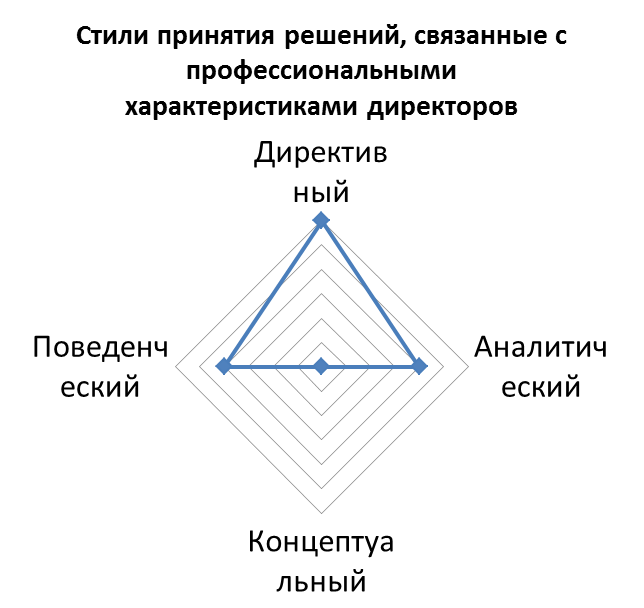 Стили принятия решений, связанные с
профессиональными
характеристиками директоров
Директив
ный
Поведенч
еский
Аналитич
еский
Концептуа
льный